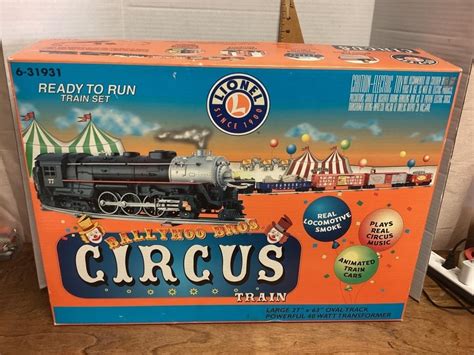 6-31931
READY TO RUN
TRAIN SET
LIONEL
SINCE 1900
77
REAL
LOCOMOTIVE
SMOKE
PLAYS
REAL
CIRCUS
MUSIC
ANIMATED
TRAIN
CARS
BALLYHOO BROS.
CIRCUS
TRAIN
LARGE 27" x 63" OVAL TRACK
POWERFUL 40 WATT TRANSFORMER